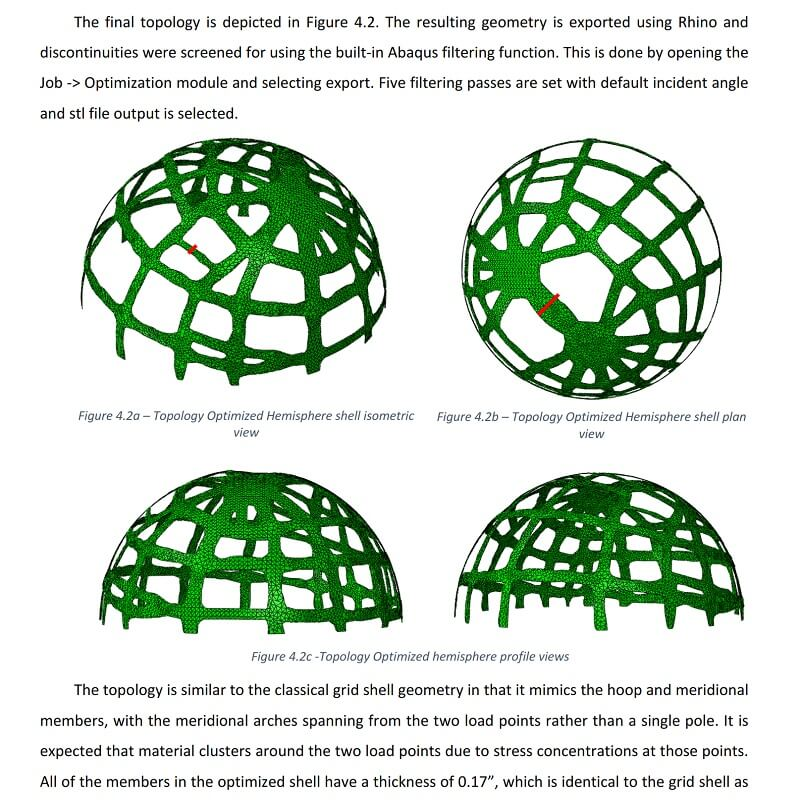 The final topology is depicted in Figure 4.2. The resulting geometry is exported using Rhino and
discontinuities were screened for using the built-in Abaqus filtering function. This is done by opening the
Job -> Optimization module and selecting export. Five filtering passes are set with default incident angle
and stl file output is selected.
Figure 4.2a – Topology Optimized Hemisphere shell isometric
view
Figure 4.2b – Topology Optimized Hemisphere shell plan
view
Figure 4.2c -Topology Optimized hemisphere profile views
The topology is similar to the classical grid shell geometry in that it mimics the hoop and meridional
members, with the meridional arches spanning from the two load points rather than a single pole. It is
expected that material clusters around the two load points due to stress concentrations at those points.
All of the members in the optimized shell have a thickness of 0.17”, which is identical to the grid shell as